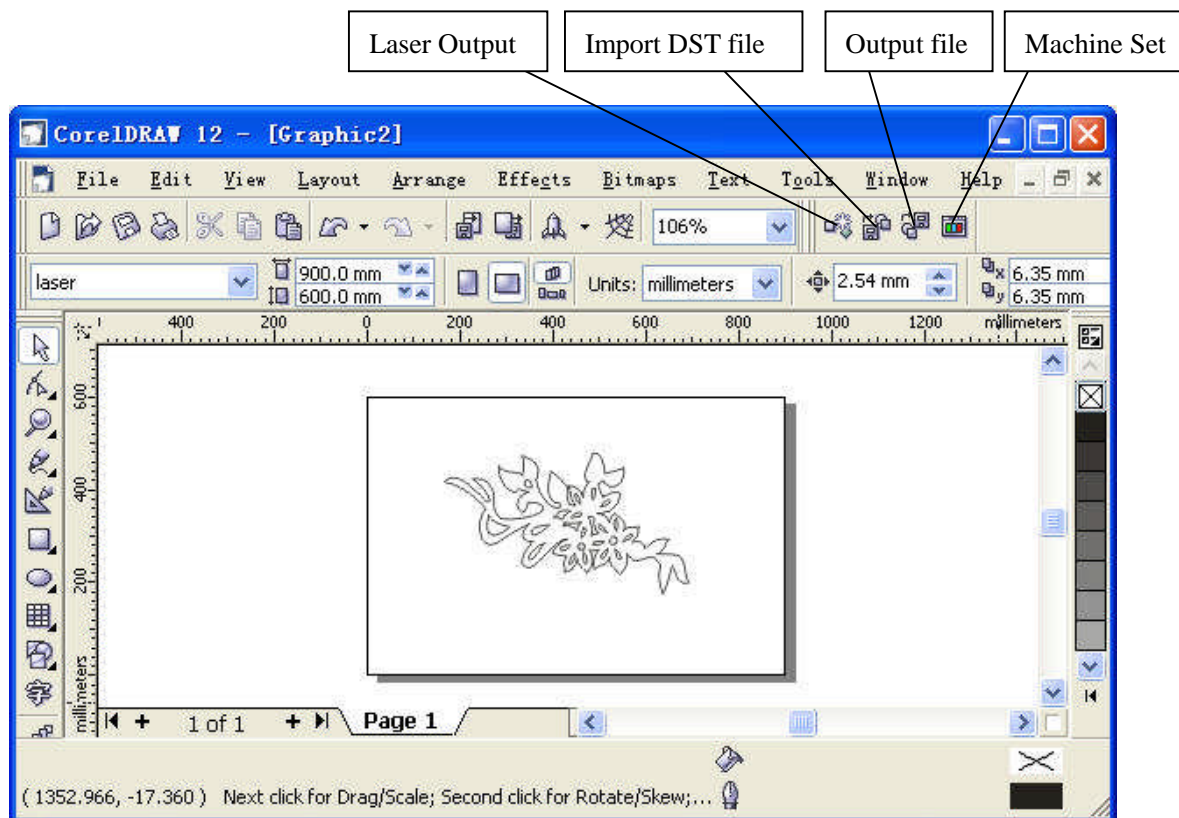 Laser Output
Import DST file
Output file
Machine Set
CorelDRAW 12 - [Graphic2]
File Edit View Layout Arrange Effects Bitmaps Text Tools Window Help
106%
laser
900.0 mm
600.0 mm
Units: millimeters
2.54 mm
x 6.35 mm
y 6.35 mm
400 200 0 200 400 600 800 1000 1200 millimeters
600
400
200
millimeters
字
1 of 1
Page 1
( 1352.966, -17.360 ) Next click for Drag/Scale; Second click for Rotate/Skew;...